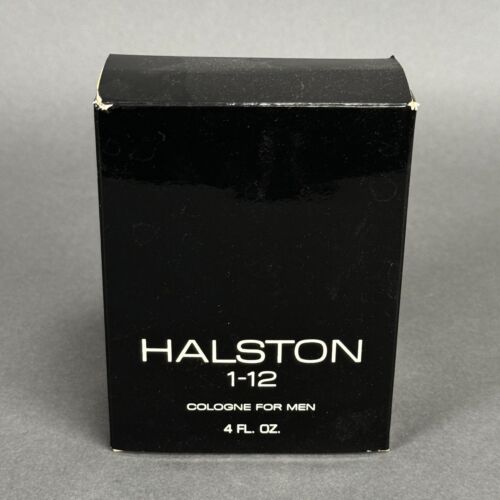 HALSTON
1-12
COLOGNE FOR MEN
4 FL. OZ.